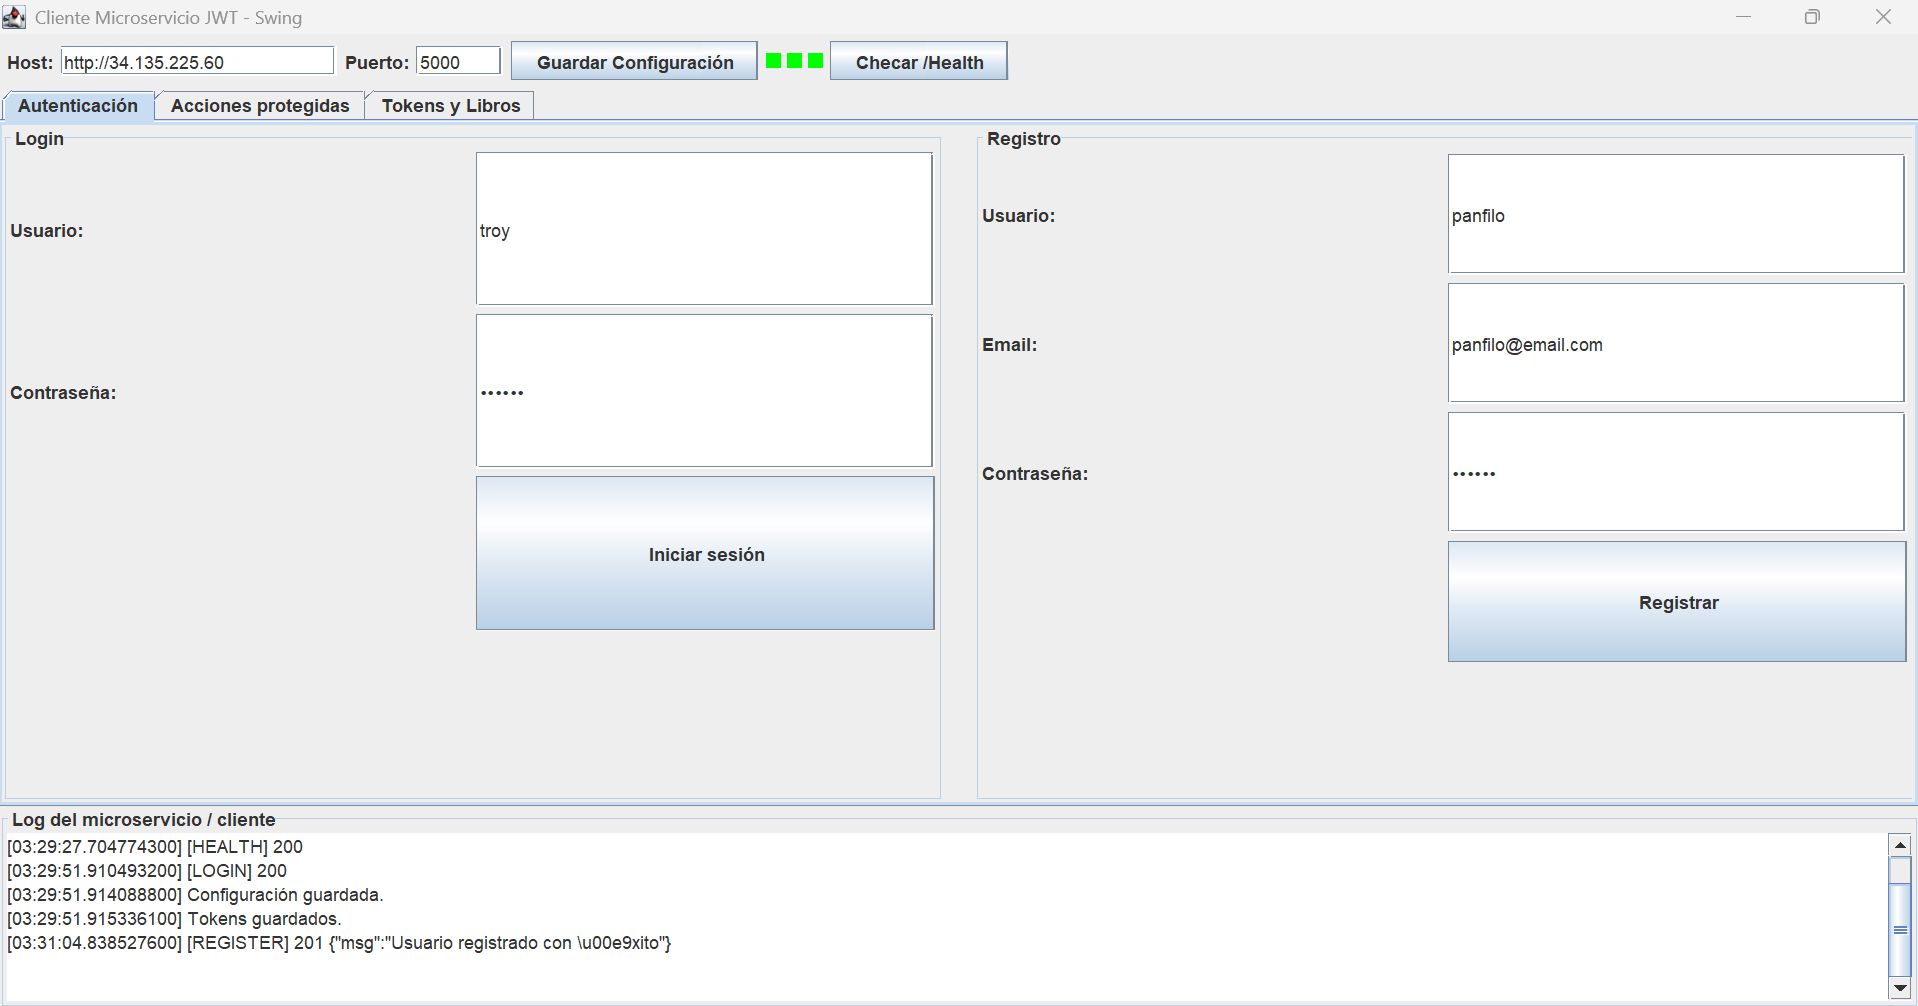 Cliente Microservicio JWT - Swing
Host: http://34.135.225.60 Puerto: 5000 Guardar Configuración Checar /Health
Autenticación Acciones protegidas Tokens y Libros
Login
Usuario: troy
Contraseña: ••••••
Iniciar sesión
Registro
Usuario: panfilo
Email: panfilo@email.com
Contraseña: ••••••
Registrar
Log del microservicio / cliente
[03:29:27.704774300] [HEALTH] 200
[03:29:51.910493200] [LOGIN] 200
[03:29:51.914088800] Configuración guardada.
[03:29:51.915336100] Tokens guardados.
[03:31:04.838527600] [REGISTER] 201 {"msg":"Usuario registrado con \u00e9xito"}